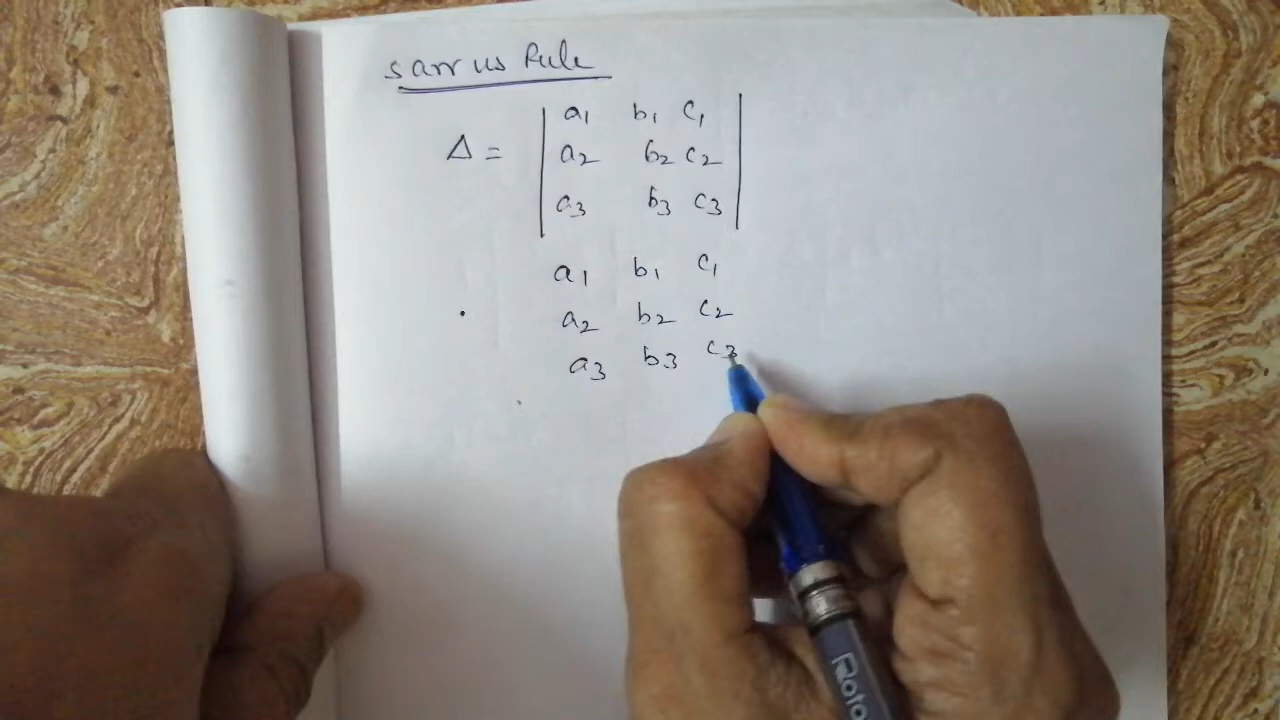 sarrus Rule
Δ = | a1 b1 c1 |
| a2 b2 c2 |
| a3 b3 c3 |
a1 b1 c1
a2 b2 c2
a3 b3 c3
Roto